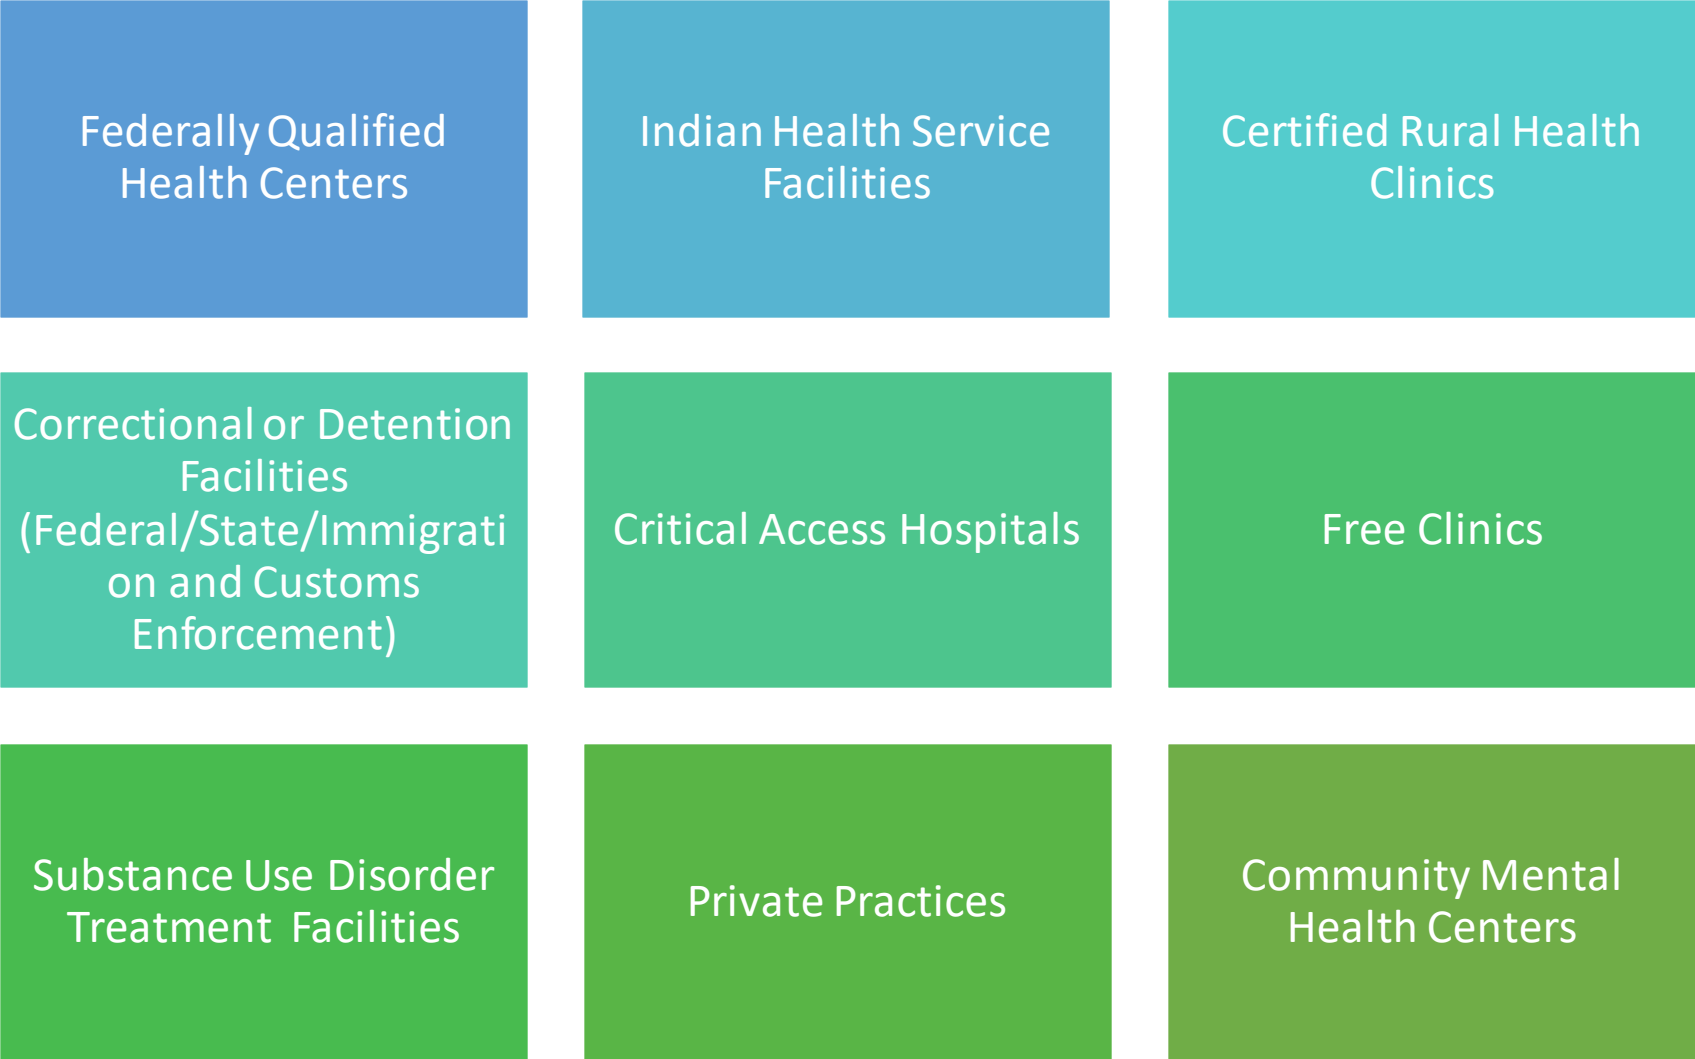 Federally Qualified
Health Centers
Indian Health Service
Facilities
Certified Rural Health
Clinics
Correctional or Detention
Facilities
(Federal/State/Immigrati
on and Customs
Enforcement)
Critical Access Hospitals
Free Clinics
Substance Use Disorder
Treatment Facilities
Private Practices
Community Mental
Health Centers